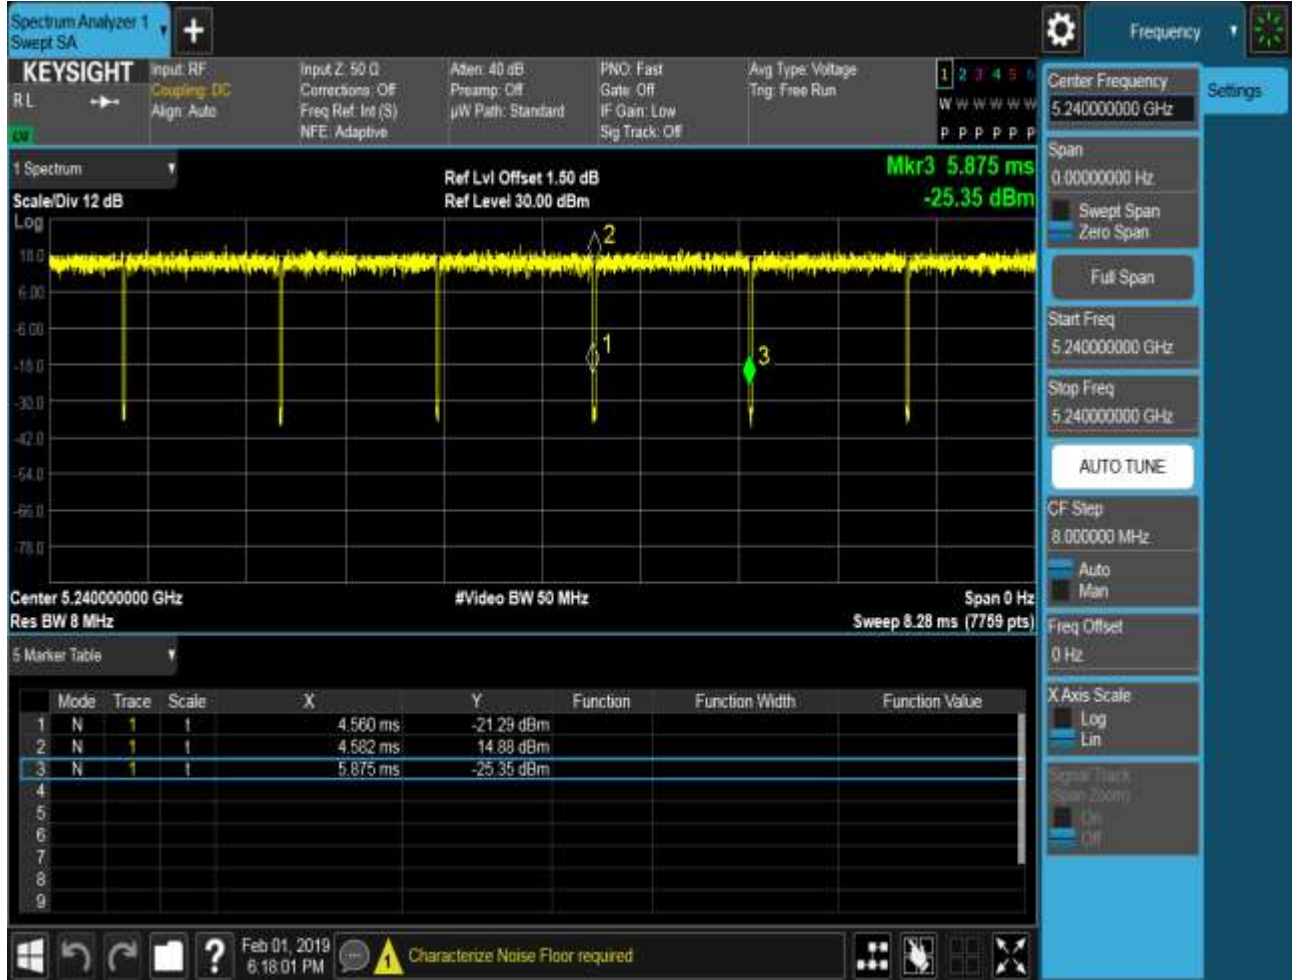 Spectrum Analyzer 1
Swept SA
+
Frequency
KEYSIGHT
RL
Input: RF
Coupling: DC
Align: Auto
Input Z: 50 Ω
Corrections: Off
Freq Ref: Int (S)
NFE: Adaptive
Atten: 40 dB
Preamp: Off
µW Path: Standard
PNO: Fast
Gate: Off
IF Gain: Low
Sig Track: Off
Avg Type: Voltage
Trig: Free Run
1 2 3 4 5 6
W W W W W W
P P P P P P
1 Spectrum
Scale/Div 12 dB
Log
Ref Lvl Offset 1.50 dB
Ref Level 30.00 dBm
Mkr3 5.875 ms
-25.35 dBm
18.0
6.00
-6.00
-18.0
-30.0
-42.0
-54.0
-66.0
-78.0
2
1
3
Center 5.240000000 GHz
Res BW 8 MHz
#Video BW 50 MHz
Span 0 Hz
Sweep 8.28 ms (7759 pts)
5 Marker Table
Mode Trace Scale X Y Function Function Width Function Value
1 N 1 t 4.560 ms -21.29 dBm
2 N 1 t 4.582 ms 14.88 dBm
3 N 1 t 5.875 ms -25.35 dBm
4
5
6
7
8
9
Settings
Center Frequency
5.240000000 GHz
Span
0.00000000 Hz
Swept Span
Zero Span
Full Span
Start Freq
5.240000000 GHz
Stop Freq
5.240000000 GHz
AUTO TUNE
CF Step
8.000000 MHz
Auto
Man
Freq Offset
0 Hz
X Axis Scale
Log
Lin
Signal Track
(Span Zoom)
On
Off
?
Feb 01, 2019
6:18:01 PM
1
Characterize Noise Floor required